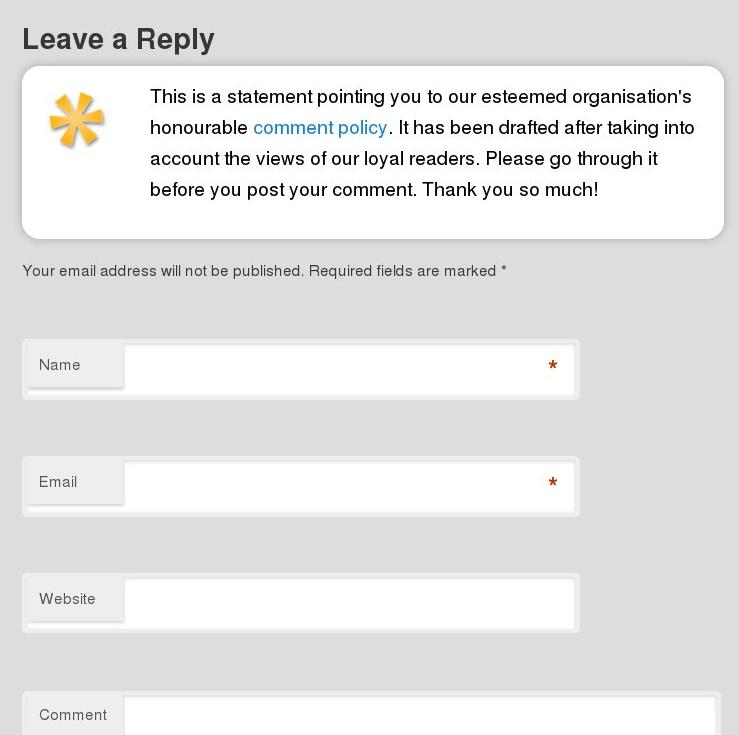 Leave a Reply
This is a statement pointing you to our esteemed organisation's
honourable comment policy. It has been drafted after taking into
account the views of our loyal readers. Please go through it
before you post your comment. Thank you so much!
Your email address will not be published. Required fields are marked *
Name *
Email *
Website
Comment